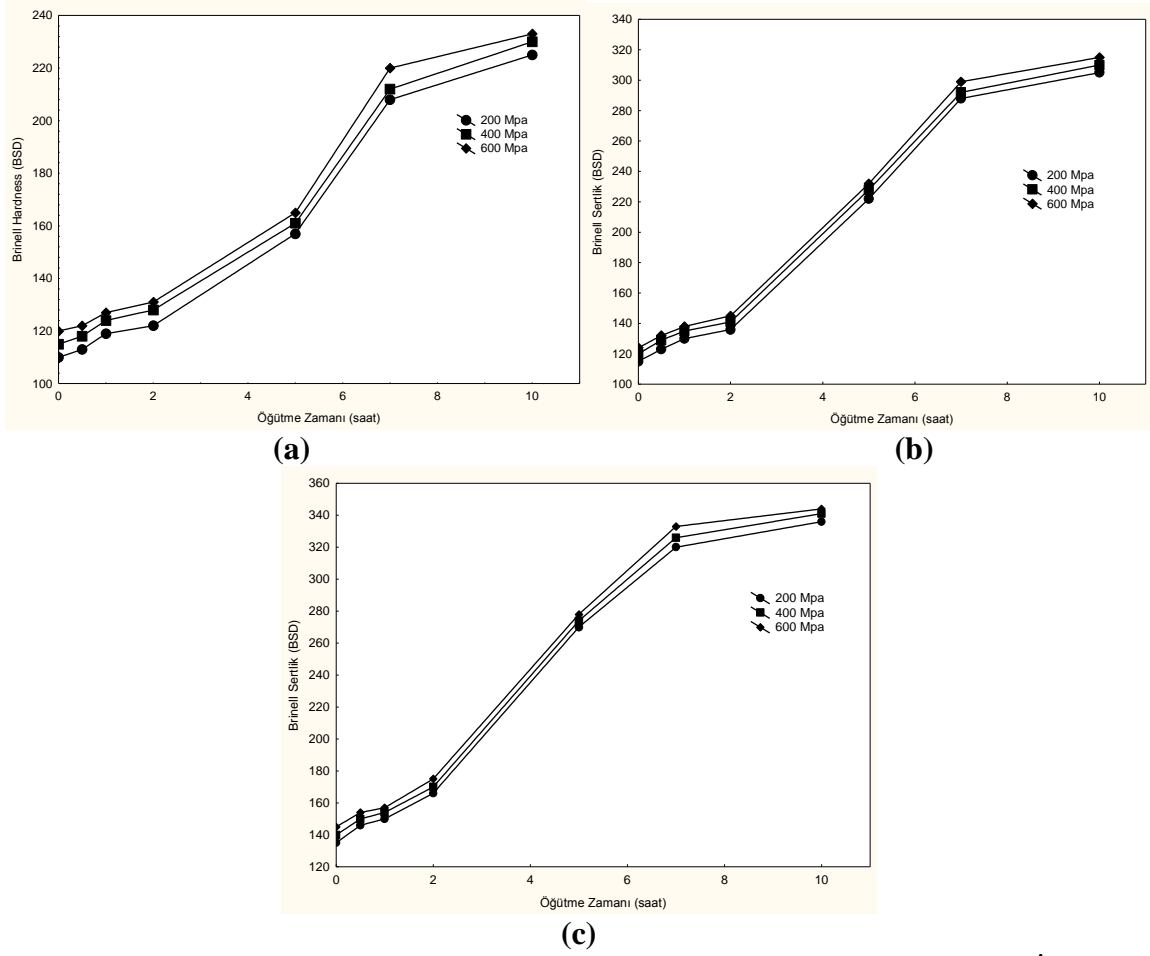 240
220
200
180
160
140
120
100
Brinell Hardness (BSD)
200 Mpa
400 Mpa
600 Mpa
0 2 4 6 8 10
Öğütme Zamanı (saat)
(a)
340
320
300
280
260
240
220
200
180
160
140
120
100
Brinell Sertlik (BSD)
200 Mpa
400 Mpa
600 Mpa
0 2 4 6 8 10
Öğütme Zamanı (saat)
(b)
360
340
320
300
280
260
240
220
200
180
160
140
120
Brinell Sertlik (BSD)
200 Mpa
400 Mpa
600 Mpa
0 2 4 6 8 10
Öğütme Zamanı (saat)
(c)